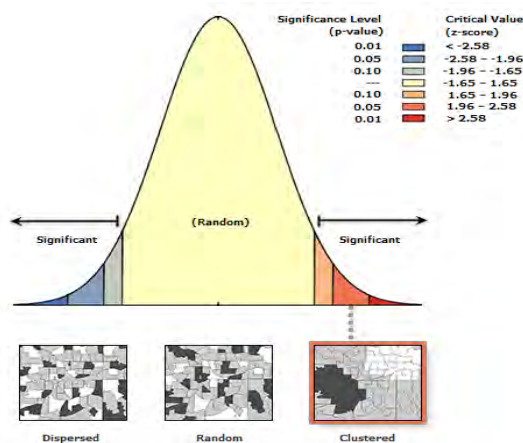 Significance Level Critical Value
(p-value) (z-score)
0.01 < -2.58
0.05 -2.58 – -1.96
0.10 -1.96 – -1.65
--- -1.65 – 1.65
0.10 1.65 – 1.96
0.05 1.96 – 2.58
0.01 > 2.58
(Random)
Significant Significant
Dispersed Random Clustered